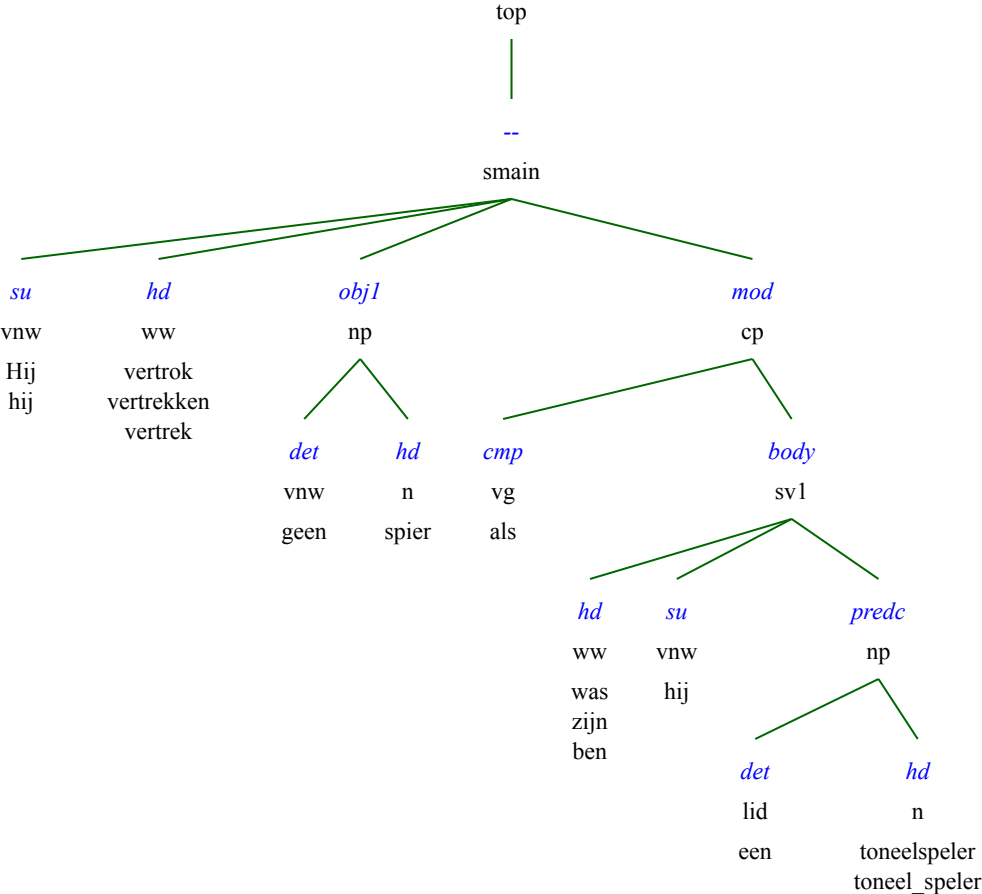 top
--
smain
su hd obj1 mod
vnw ww np cp
Hij vertrok
hij vertrekken
vertrek
det hd cmp body
vnw n vg sv1
geen spier als
hd su predc
ww vnw np
was hij
zijn
ben
det hd
lid n
een toneelspeler
toneel_speler